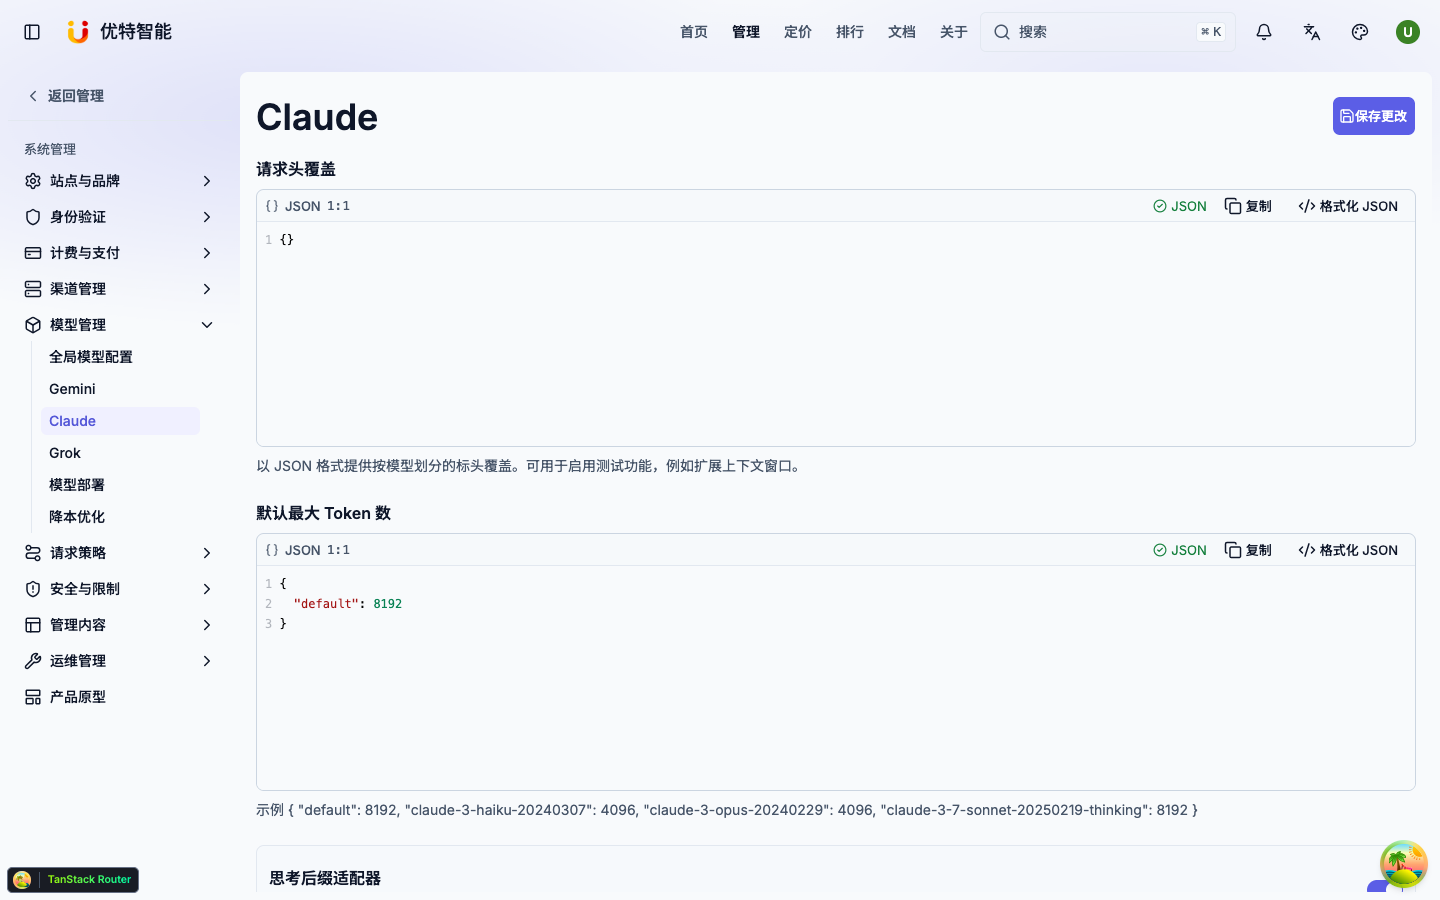 优特智能
首页
管理
定价
排行
文档
关于
搜索
⌘ K
U
返回管理
系统管理
站点与品牌
身份验证
计费与支付
渠道管理
模型管理
全局模型配置
Gemini
Claude
Grok
模型部署
降本优化
请求策略
安全与限制
管理内容
运维管理
产品原型
TanStack Router
Claude
保存更改
请求头覆盖
{} JSON 1:1
JSON
复制
</> 格式化 JSON
1 {}
以 JSON 格式提供按模型划分的标头覆盖。可用于启用测试功能，例如扩展上下文窗口。
默认最大 Token 数
{} JSON 1:1
JSON
复制
</> 格式化 JSON
1 {
2 "default": 8192
3 }
示例 { "default": 8192, "claude-3-haiku-20240307": 4096, "claude-3-opus-20240229": 4096, "claude-3-7-sonnet-20250219-thinking": 8192 }
思考后缀适配器